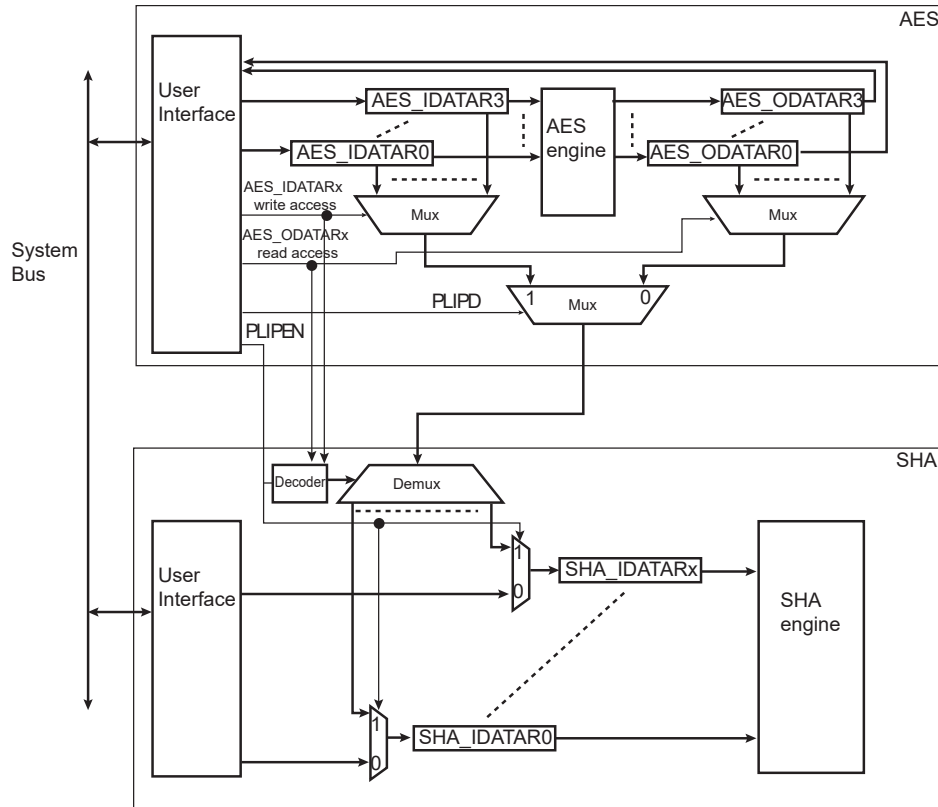 AES
User
Interface
AES_IDATAR3
AES_ODATAR3
AES
engine
AES_IDATAR0
AES_ODATAR0
AES_IDATARx
write access
Mux
Mux
AES_ODATARx
read access
System
Bus
PLIPD
1
Mux
0
PLIPEN
SHA
Decoder
Demux
User
Interface
1
0
SHA_IDATARx
SHA
engine
1
0
SHA_IDATAR0